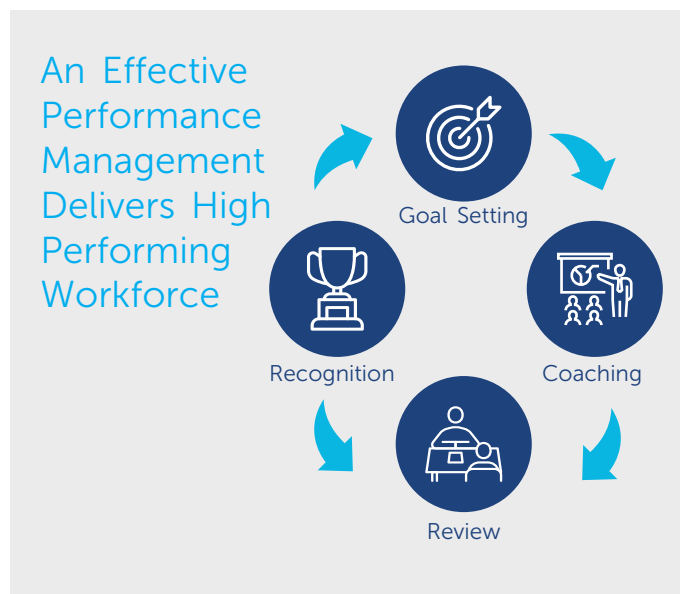 An Effective
Performance
Management
Delivers High
Performing
Workforce
Goal Setting
Recognition
Coaching
Review